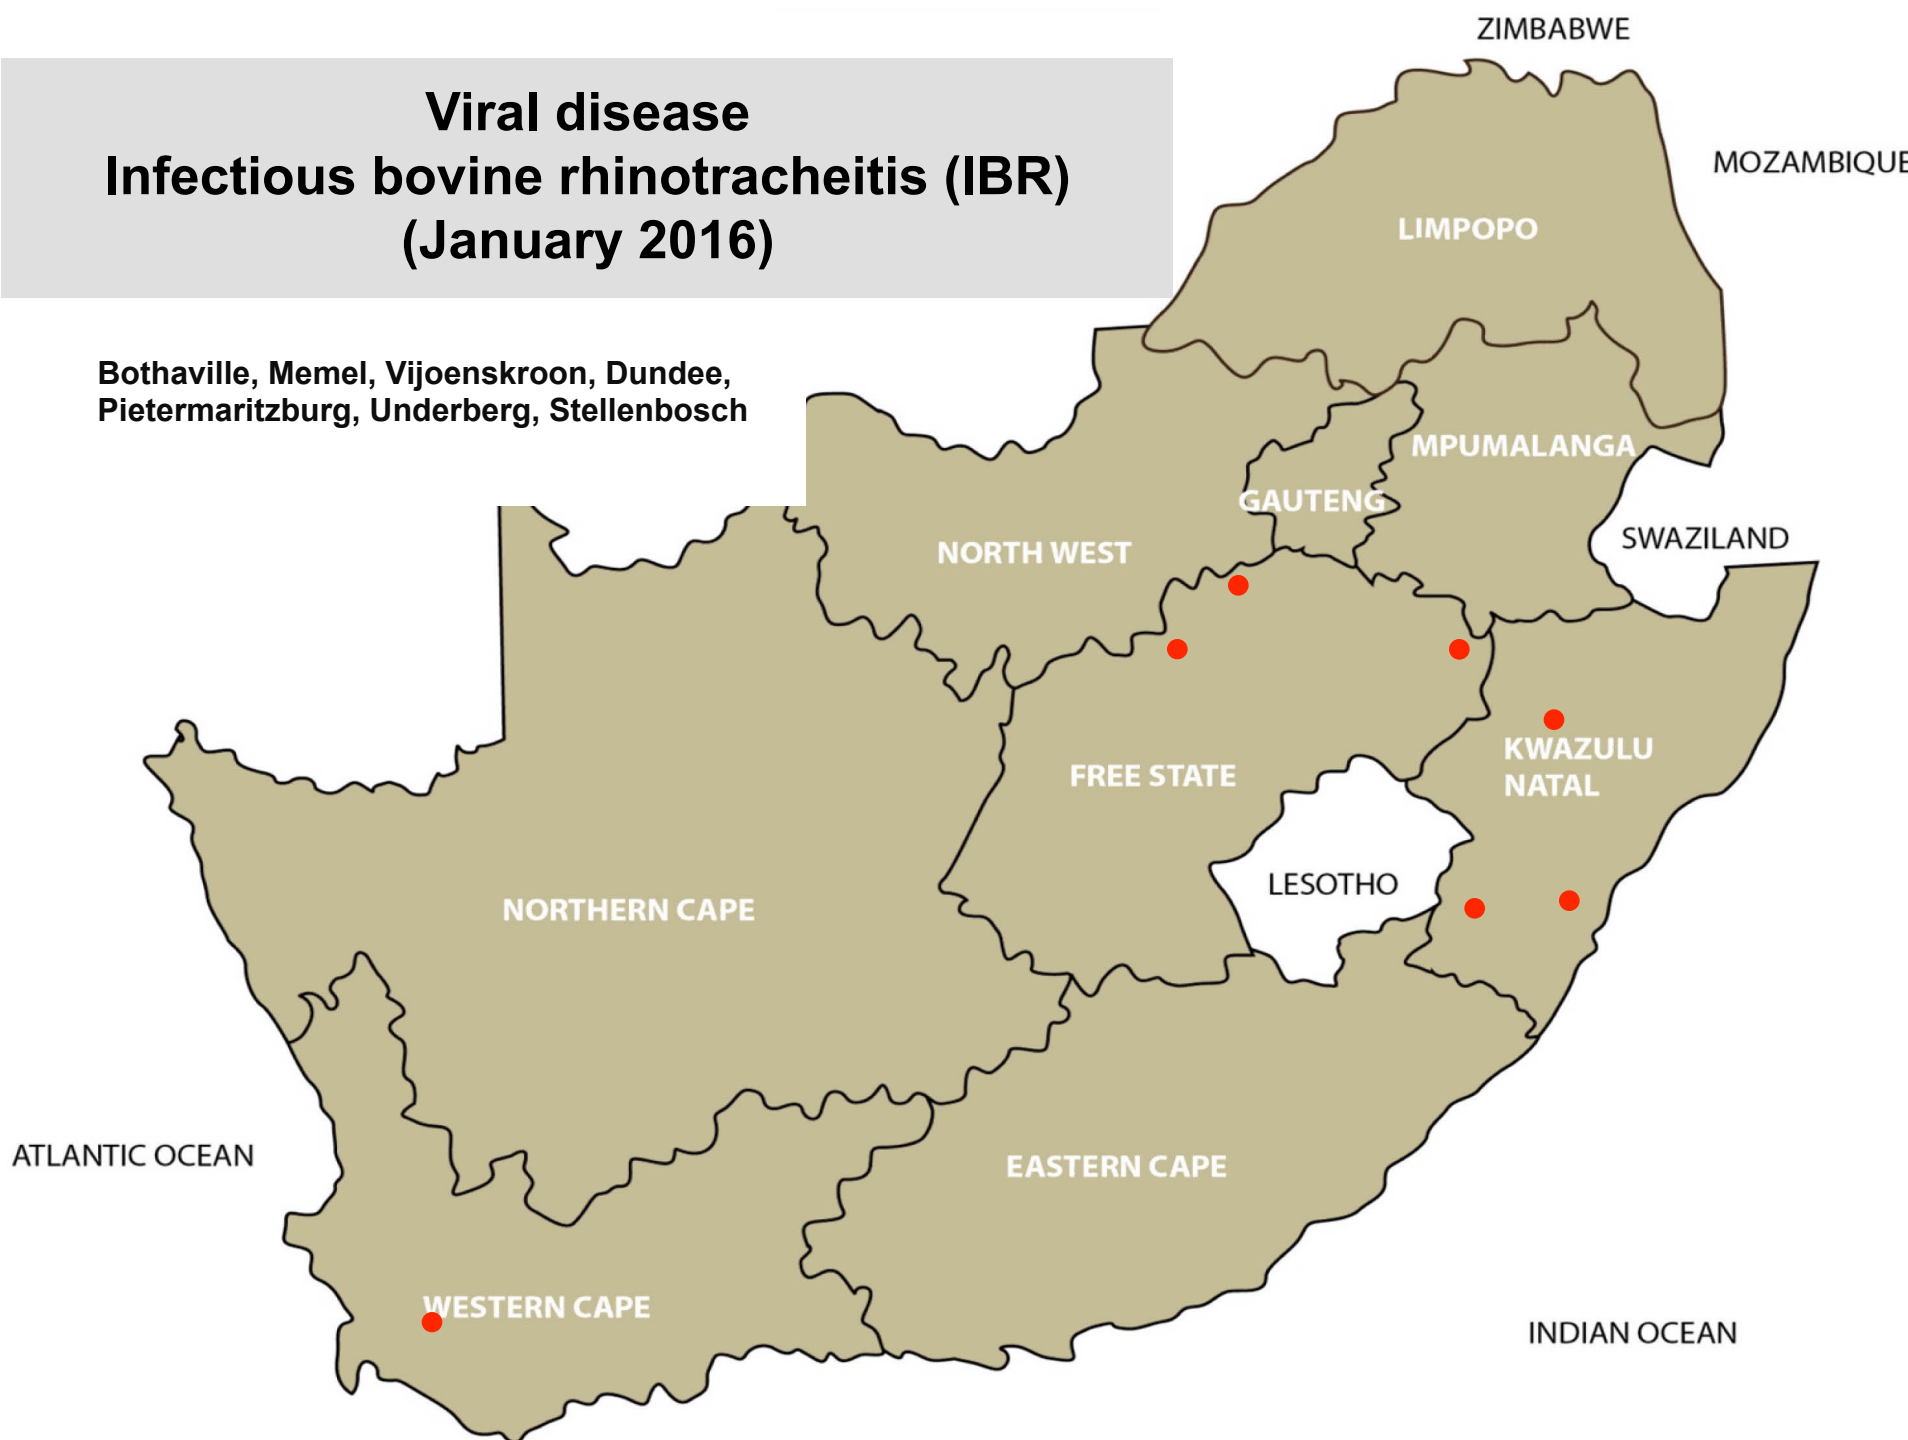 Viral disease
Infectious bovine rhinotracheitis (IBR)
(January 2016)
Bothaville, Memel, Vijoenskroon, Dundee,
Pietermaritzburg, Underberg, Stellenbosch
ZIMBABWE
MOZAMBIQUE
LIMPOPO
MPUMALANGA
GAUTENG
SWAZILAND
NORTH WEST
KWAZULU
NATAL
FREE STATE
LESOTHO
NORTHERN CAPE
ATLANTIC OCEAN
EASTERN CAPE
WESTERN CAPE
INDIAN OCEAN